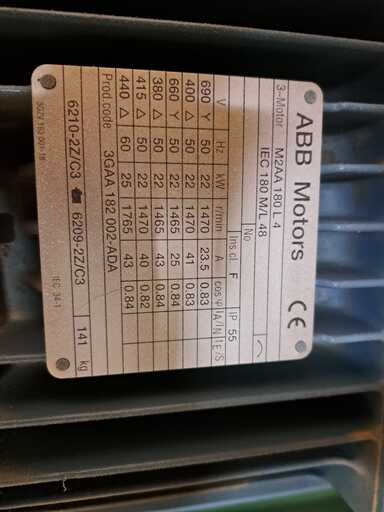 ABB Motors CE
3~Motor M2AA 180 L 4
IEC 180 M/L 48
No
Ins.cl. F IP 55
V Hz kW r/min A cos φ IA/IN tE/S
690 Y 50 22 1470 23.5 0.83
400 △ 50 22 1470 41 0.83
660 Y 50 22 1465 25 0.84
380 △ 50 22 1465 43 0.84
415 △ 50 22 1470 40 0.82
440 △ 60 25 1765 43 0.84
Prod.code 3GAA 182 002-ADA
6210-2Z/C3 6209-2Z/C3 141 kg
IEC 34-1